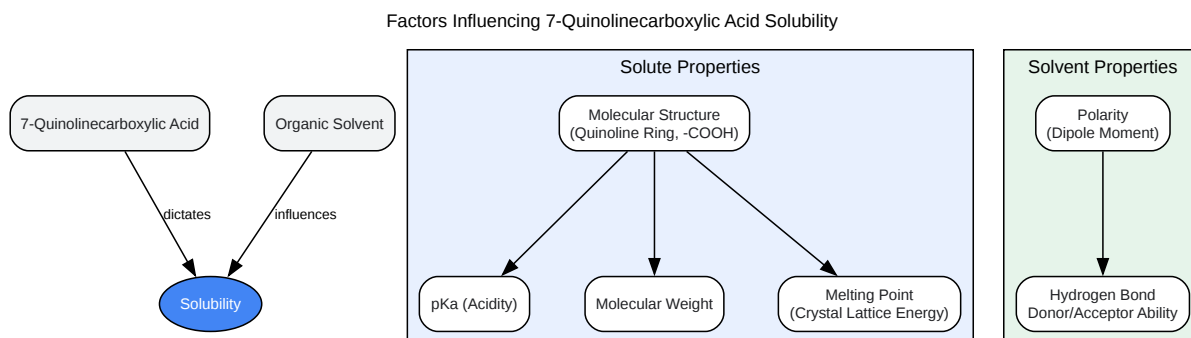 Factors Influencing 7-Quinolinecarboxylic Acid Solubility
7-Quinolinecarboxylic Acid
Organic Solvent
dictates
influences
Solubility
Solute Properties
Molecular Structure
(Quinoline Ring, -COOH)
pKa (Acidity)
Molecular Weight
Melting Point
(Crystal Lattice Energy)
Solvent Properties
Polarity
(Dipole Moment)
Hydrogen Bond
Donor/Acceptor Ability